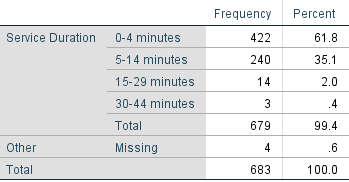 Frequency Percent
Service Duration 0-4 minutes 422 61.8
5-14 minutes 240 35.1
15-29 minutes 14 2.0
30-44 minutes 3 .4
Total 679 99.4
Other Missing 4 .6
Total 683 100.0